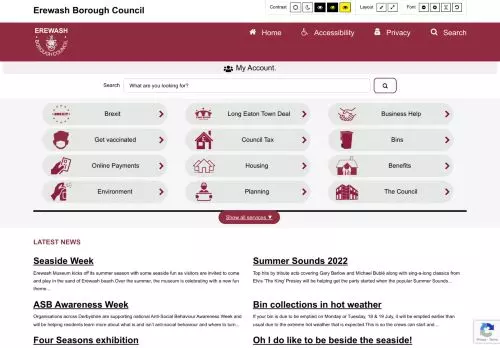 Erewash Borough Council
Contrast
Layout
Font
EREWASH
BOROUGH COUNCIL
Home
Accessibility
Privacy
Search
My Account.
Search
What are you looking for?
Brexit
Long Eaton Town Deal
Business Help
Get vaccinated
Council Tax
Bins
Online Payments
Housing
Benefits
Environment
Planning
The Council
Show all services ▼
LATEST NEWS
Seaside Week
Erewash Museum kicks off its summer season with some seaside fun as visitors are invited to
come and play in the sand of Erewash beach.Over the summer, the museum is celebrating with a new fun
theme...
Summer Sounds 2022
Top hits by tribute acts covering Gary Barlow and Michael Bublé along with sing-a-long classics from
Elvis 'The King' Presley will be helping get the party started when the popular Summer Sounds...
ASB Awareness Week
Organisations across Derbyshire are supporting national Anti-Social Behaviour Awareness Week and
will be helping residents learn more about what is and isn't anti-social behaviour and where to turn...
Bin collections in hot weather
If your bin is due to be emptied on Monday or Tuesday, 18 & 19 July, it will be emptied earlier than
usual due to the extreme hot weather that is expected This is so the crews can start and...
Four Seasons exhibition
Oh I do like to be beside the seaside!
Privacy - Terms